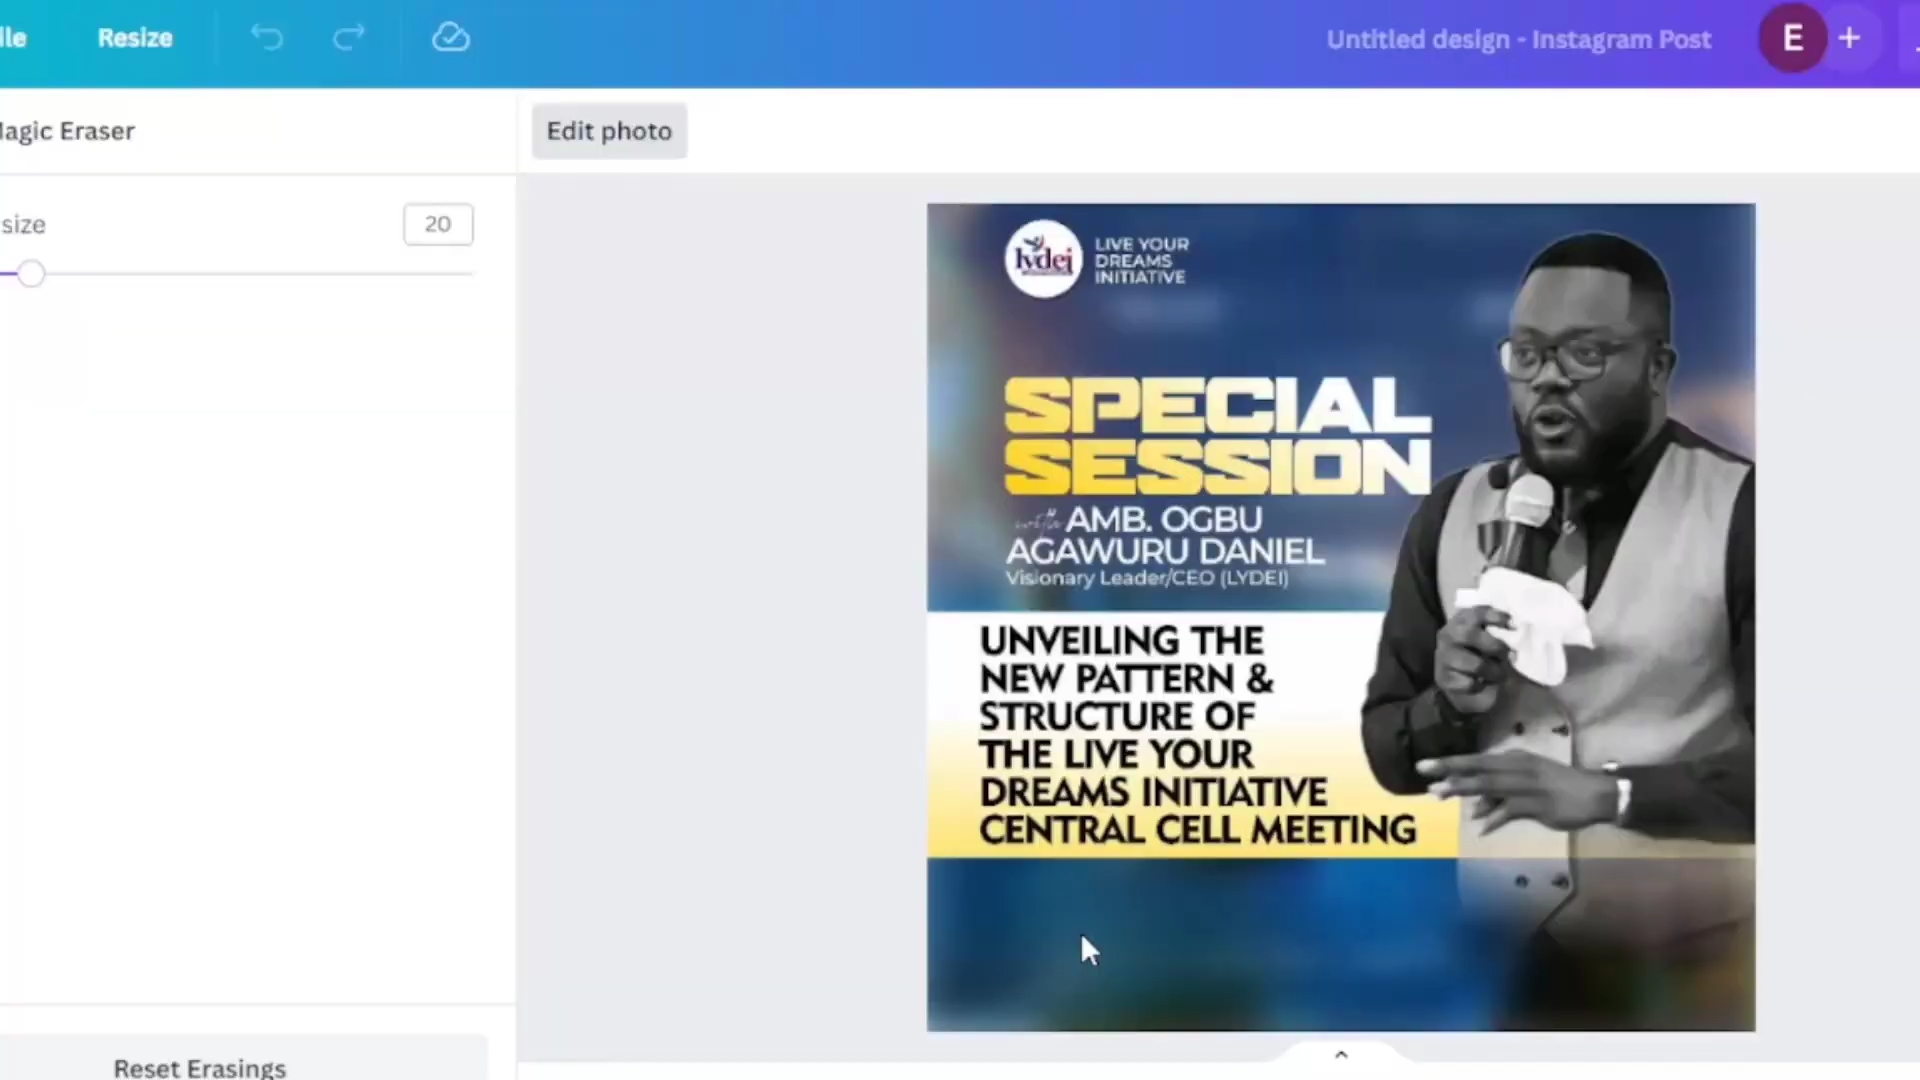 Resize
Untitled design - Instagram Post
E
+
Magic Eraser
Edit photo
size
20
lydei
LIVE YOUR
DREAMS
INITIATIVE
SPECIAL
SESSION
with AMB. OGBU
AGAWURU DANIEL
Visionary Leader/CEO (LYDEI)
UNVEILING THE
NEW PATTERN &
STRUCTURE OF
THE LIVE YOUR
DREAMS INITIATIVE
CENTRAL CELL MEETING
Reset Erasings